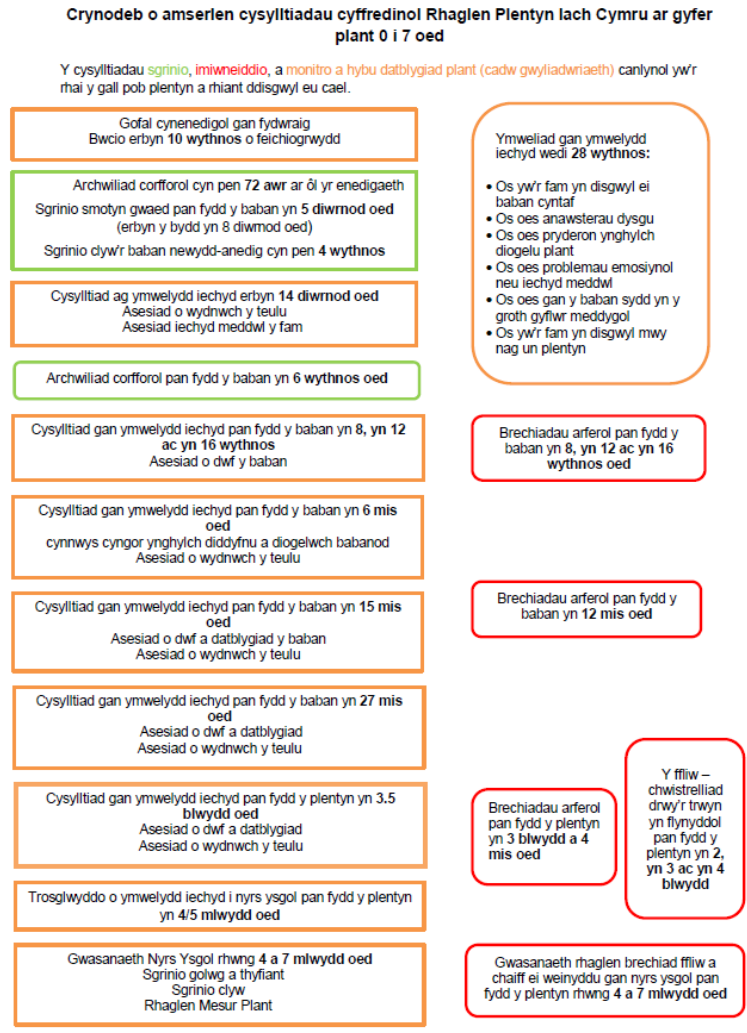 Crynodeb o amserlen cysylltiadau cyffredinol Rhaglen Plentyn Iach Cymru ar gyfer
plant 0 i 7 oed
Y cysylltiadau sgrinio, imiwneiddio, a monitro a hybu datblygiad plant (cadw gwyliadwriaeth) canlynol yw'r
rhai y gall pob plentyn a rhiant ddisgwyl eu cael.
Gofal cynenedigol gan fydwraig
Bwcio erbyn 10 wythnos o feichiogrwydd
Archwiliad corfforol cyn pen 72 awr ar ôl yr enedigaeth
Sgrinio smotyn gwaed pan fydd y baban yn 5 diwrnod oed
(erbyn y bydd yn 8 diwrnod oed)
Sgrinio clyw'r baban newydd-anedig cyn pen 4 wythnos
Cysylltiad ag ymwelydd iechyd erbyn 14 diwrnod oed
Asesiad o wydnwch y teulu
Asesiad iechyd meddwl y fam
Ymweliad gan ymwelydd
iechyd wedi 28 wythnos:
• Os yw'r fam yn disgwyl ei
baban cyntaf
• Os oes anawsterau dysgu
• Os oes pryderon ynghylch
diogelu plant
• Os oes problemau emosiynol
neu iechyd meddwl
• Os oes gan y baban sydd yn y
groth gyflwr meddygol
• Os yw'r fam yn disgwyl mwy
nag un plentyn
Archwiliad corfforol pan fydd y baban yn 6 wythnos oed
Cysylltiad gan ymwelydd iechyd pan fydd y baban yn 8, yn 12
ac yn 16 wythnos
Asesiad o dwf y baban
Brechiadau arferol pan fydd y
baban yn 8, yn 12 ac yn 16
wythnos oed
Cysylltiad gan ymwelydd iechyd pan fydd y baban yn 6 mis
oed
cynnwys cyngor ynghylch diddyfnu a diogelwch babanod
Asesiad o wydnwch y teulu
Cysylltiad gan ymwelydd iechyd pan fydd y baban yn 15 mis
oed
Asesiad o dwf a datblygiad y baban
Asesiad o wydnwch y teulu
Brechiadau arferol pan fydd y
baban yn 12 mis oed
Cysylltiad gan ymwelydd iechyd pan fydd y baban yn 27 mis
oed
Asesiad o dwf a datblygiad
Asesiad o wydnwch y teulu
Cysylltiad gan ymwelydd iechyd pan fydd y plentyn yn 3.5
blwydd oed
Asesiad o dwf a datblygiad
Asesiad o wydnwch y teulu
Brechiadau arferol
pan fydd y plentyn
yn 3 blwydd a 4
mis oed
Y ffliw –
chwistrelliad
drwy'r trwyn
yn flynyddol
pan fydd y
plentyn yn 2,
yn 3 ac yn 4
blwydd
Trosglwyddo o ymwelydd iechyd i nyrs ysgol pan fydd y plentyn
yn 4/5 mlwydd oed
Gwasanaeth Nyrs Ysgol rhwng 4 a 7 mlwydd oed
Sgrinio golwg a thyfiant
Sgrinio clyw
Rhaglen Mesur Plant
Gwasanaeth rhaglen brechiad ffliw a
chaiff ei weinyddu gan nyrs ysgol pan
fydd y plentyn rhwng 4 a 7 mlwydd oed